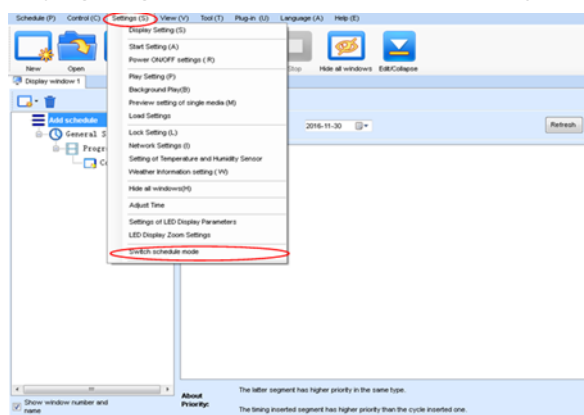 Schedule (P) Control (C) Settings (S) View (V) Tool (T) Plug-in (U) Language (A) Help (E)
Display Setting (S)
Start Setting (A)
Power ON/OFF settings ( R)
Play Setting (P)
Background Play(B)
Preview setting of single media (M)
Load Settings
Lock Setting (L)
Network Settings (I)
Setting of Temperature and Humidity Sensor
Weather Information setting ( W)
Hide all windows(H)
Adjust Time
Settings of LED Display Parameters
LED Display Zoom Settings
Switch schedule mode
New Open Stop Hide all windows Edit/Collapse
Display window 1
Add schedule
General S
Progr
2016-11-30 Refresh
Show window number and
name
About
Priority:
The latter segment has higher priority in the same type.
The timing inserted segment has higher priority than the cycle inserted one.